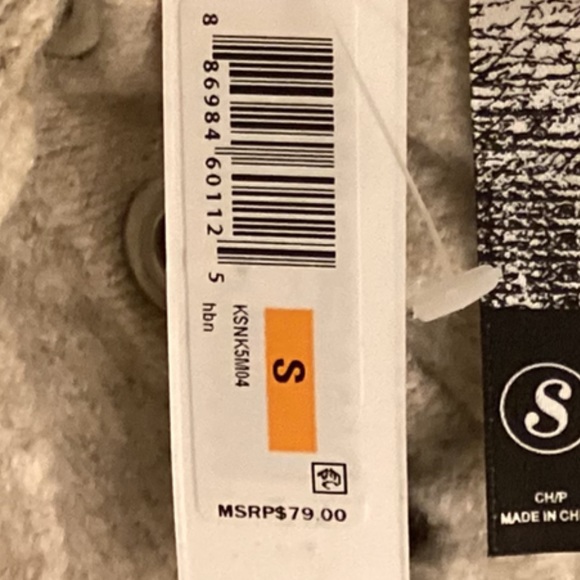 8 86984 60112 5
hbn
KSNK5M04
S
MSRP$79.00
S
CH/P
MADE IN CH